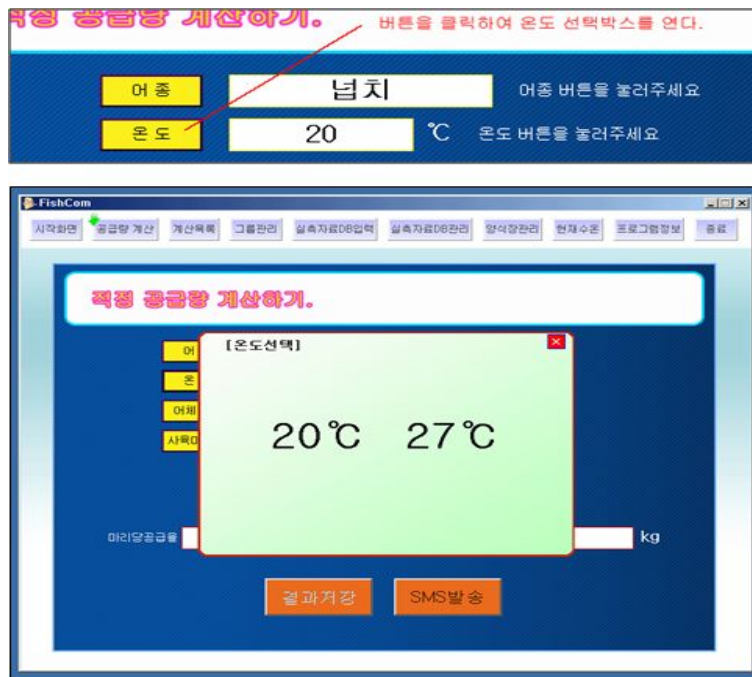 적정 공급량 계산하기.
버튼을 클릭하여 온도 선택박스를 연다.
어 종 넙치 어종 버튼을 눌러주세요
온 도 20 ℃ 온도 버튼을 눌러주세요
FishCom
시작화면 공급량 계산 계산목록 그룹관리 실측자료DB입력 실측자료DB관리 양식장관리 현재수온 프로그램정보 종료
적정 공급량 계산하기.
[온도선택]
어
온
어체
사육마
20℃ 27℃
마리당공급율 kg
결과저장 SMS발송